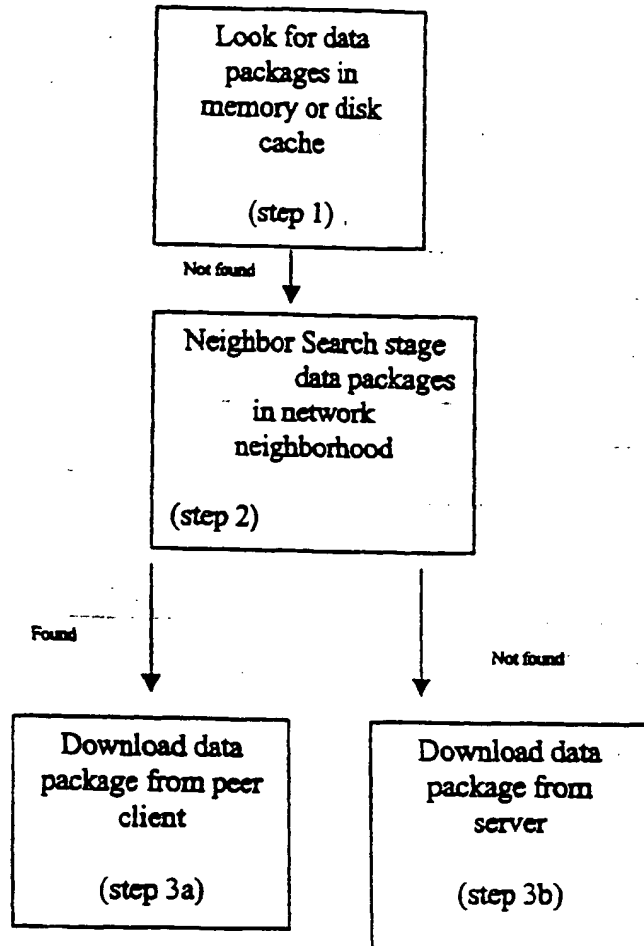 Look for data
packages in
memory or disk
cache
(step 1)
Not found
Neighbor Search stage
data packages
in network
neighborhood
(step 2)
Found
Not found
Download data
package from peer
client
(step 3a)
Download data
package from
server
(step 3b)